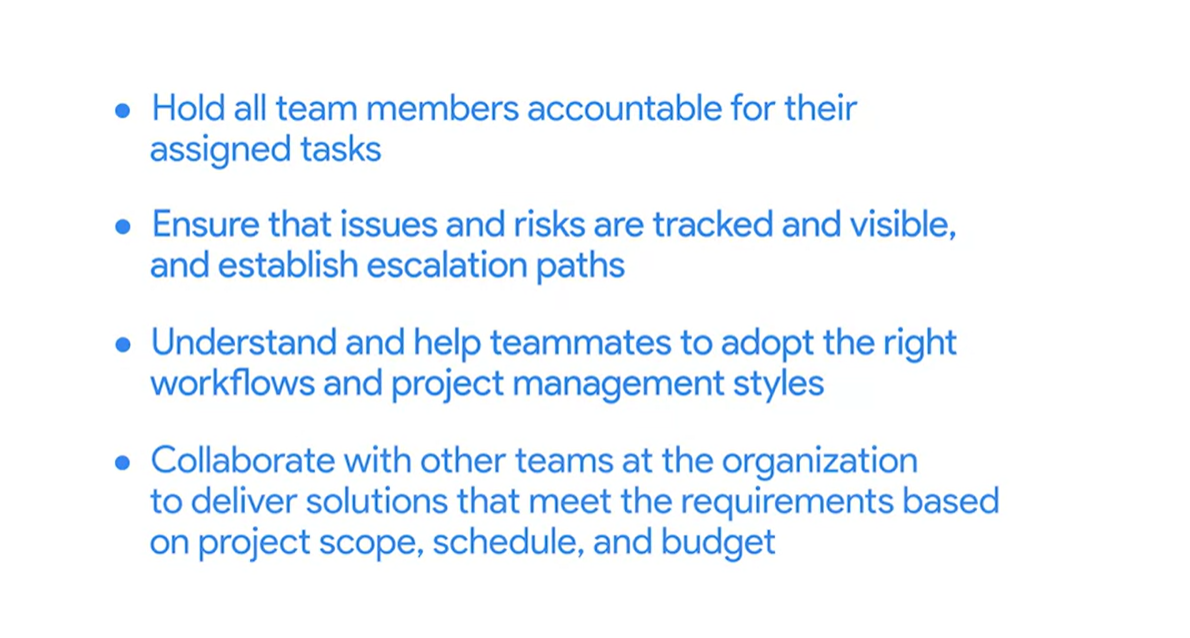 • Hold all team members accountable for their
assigned tasks
• Ensure that issues and risks are tracked and visible,
and establish escalation paths
• Understand and help teammates to adopt the right
workflows and project management styles
• Collaborate with other teams at the organization
to deliver solutions that meet the requirements based
on project scope, schedule, and budget